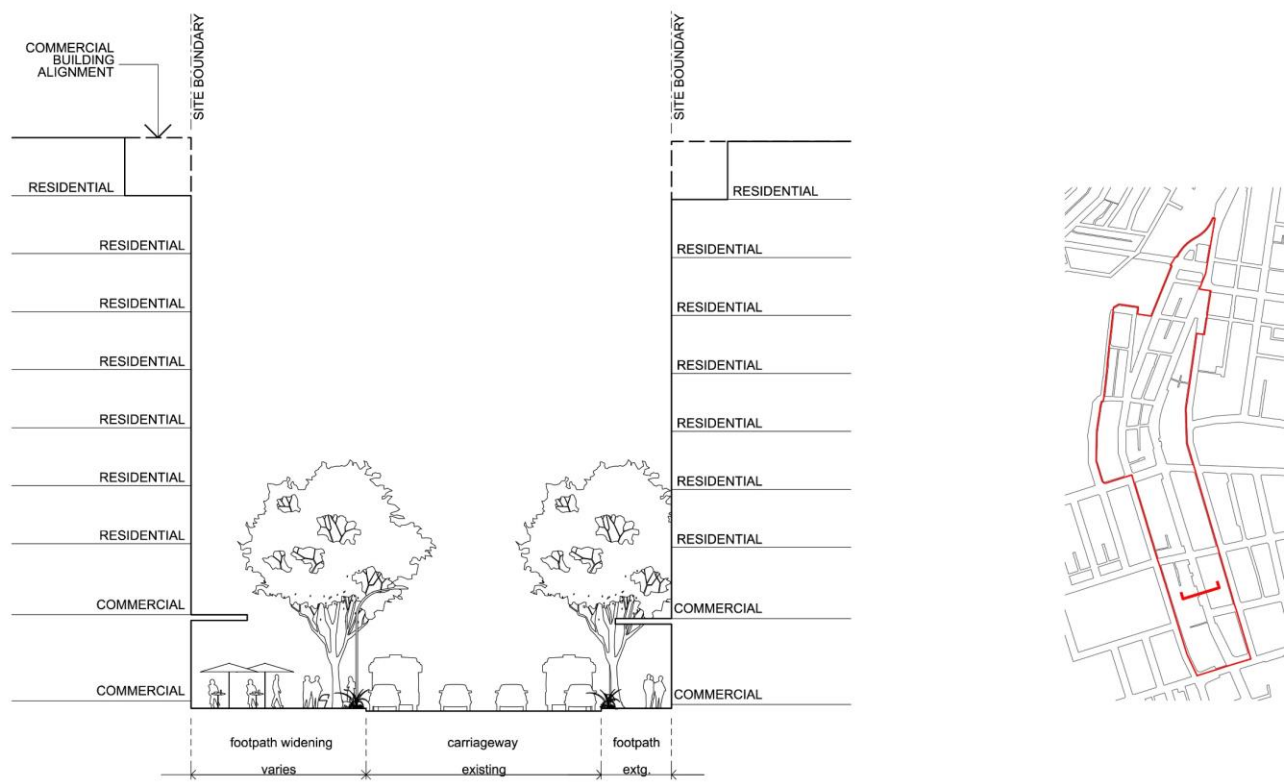 COMMERCIAL
BUILDING
ALIGNMENT
SITE BOUNDARY
SITE BOUNDARY
RESIDENTIAL
RESIDENTIAL
RESIDENTIAL
RESIDENTIAL
RESIDENTIAL
RESIDENTIAL
RESIDENTIAL
COMMERCIAL
COMMERCIAL
RESIDENTIAL
RESIDENTIAL
RESIDENTIAL
RESIDENTIAL
RESIDENTIAL
RESIDENTIAL
RESIDENTIAL
COMMERCIAL
COMMERCIAL
footpath widening
varies
carriageway
existing
footpath
extg.